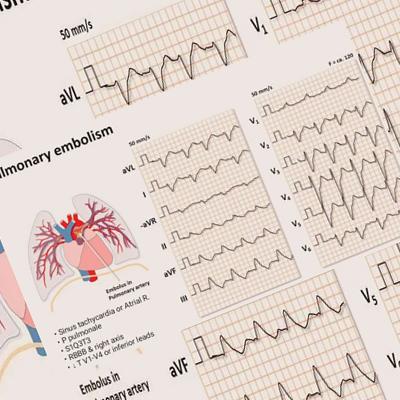 50 mm/s
V₁
aVL
F = ca. 120
50 mm/s
lmonary embolism
50 mm/s
aVL
I
-aVR
II
aVF
III
V₁
V₂
V₃
V₄
V₅
V₆
Embolus in
Pulmonary artery
• Sinus tachycardia or Atrial R.
• P pulmonale
• S1Q3T3
• RBBB & right axis
• ↓ T V1-V4 or inferior leads
Embolus in
monary artery
aVF
V₅